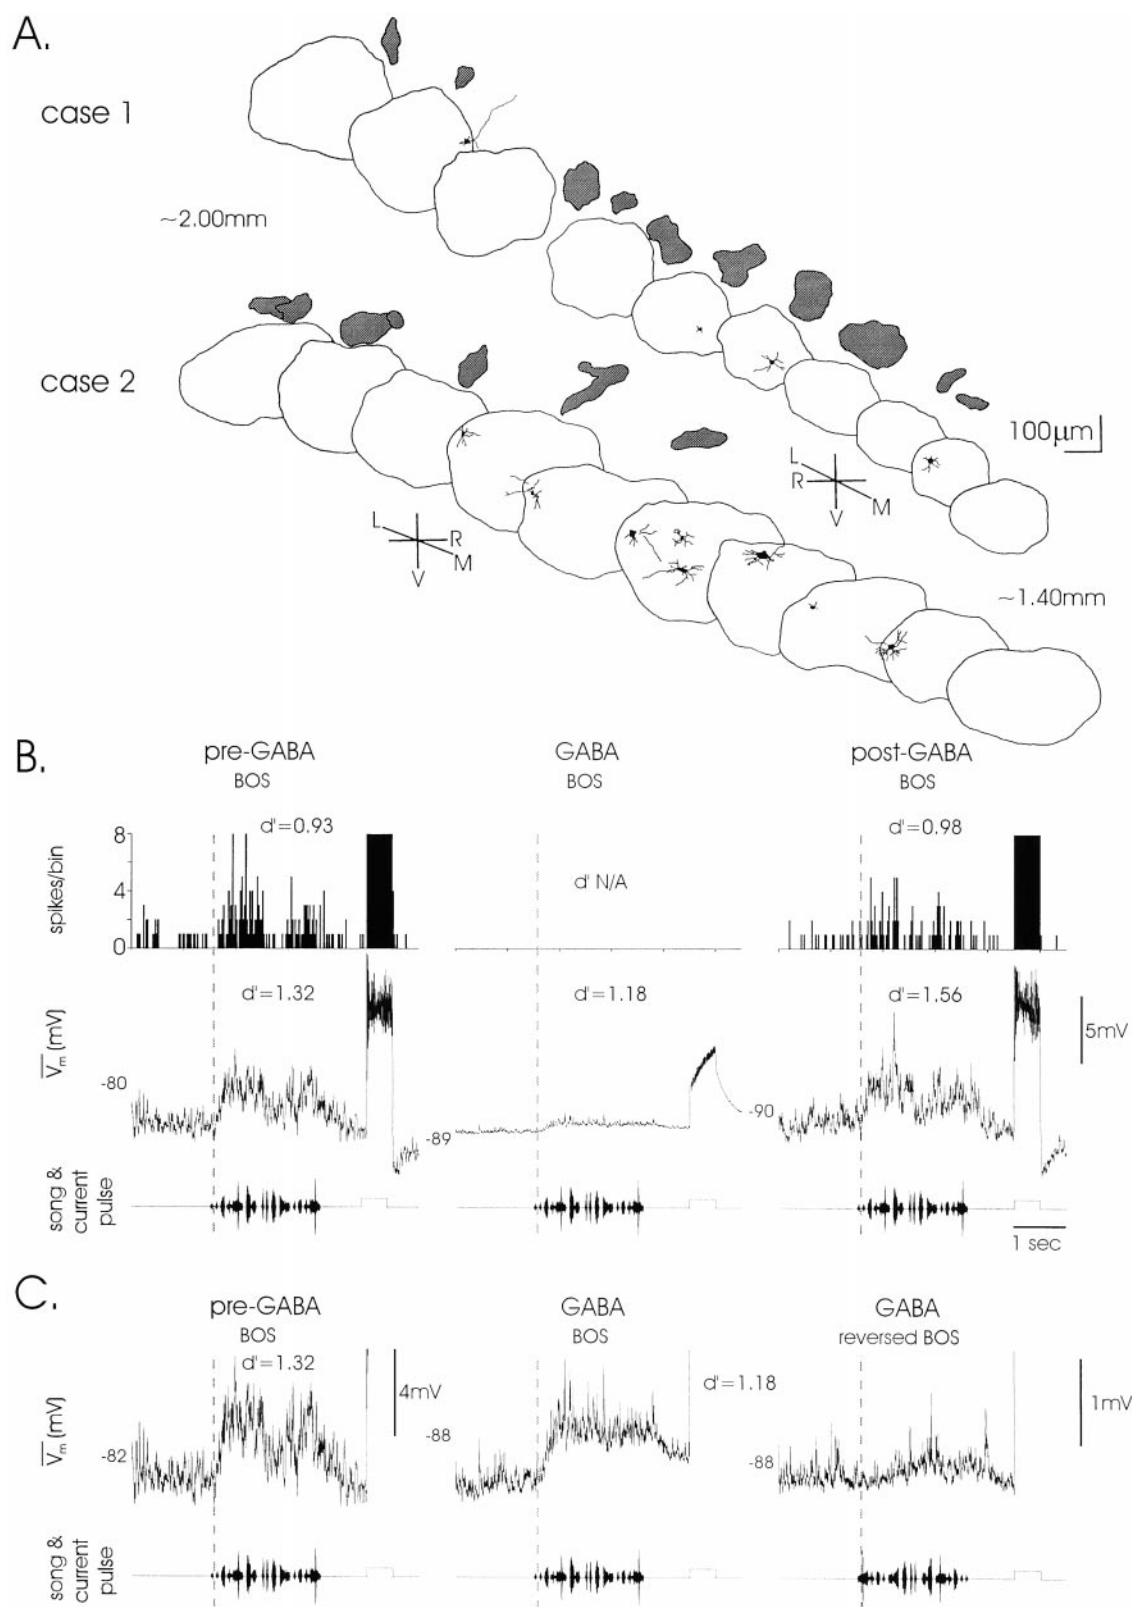 A.
case 1
~2.00mm
case 2
100μm
L
R
M
V
L
R
M
V
~1.40mm
B.
pre-GABA
BOS
GABA
BOS
post-GABA
BOS
spikes/bin
8
4
0
d'=0.93
d' N/A
d'=0.98
Vm (mV)
-80
d'=1.32
-89
d'=1.18
-90
d'=1.56
5mV
song & current pulse
1 sec
C.
pre-GABA
BOS
GABA
BOS
GABA
reversed BOS
Vm (mV)
-82
d'=1.32
4mV
-88
d'=1.18
-88
1mV
song & current pulse